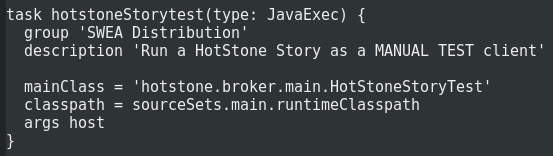 task hotstoneStorytest(type: JavaExec) {
  group 'SWEA Distribution'
  description 'Run a HotStone Story as a MANUAL TEST client'

  mainClass = 'hotstone.broker.main.HotStoneStoryTest'
  classpath = sourceSets.main.runtimeClasspath
  args host
}